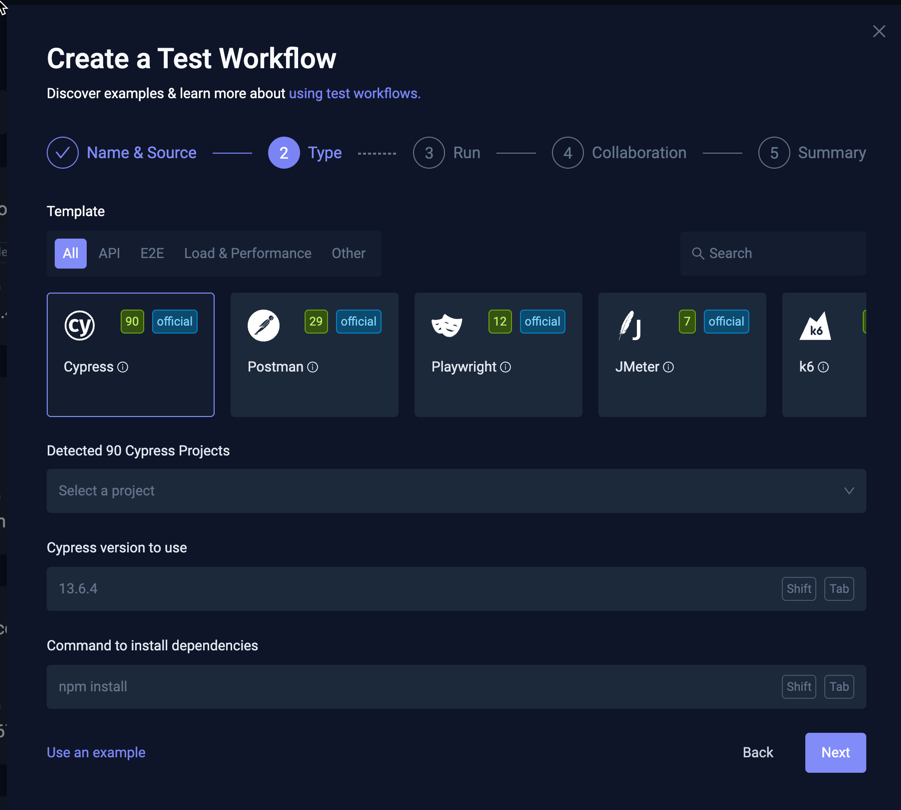 Create a Test Workflow
Discover examples & learn more about using test workflows.
Name & Source 2 Type 3 Run 4 Collaboration 5 Summary
Template
All API E2E Load & Performance Other Search
cy 90 official 29 official 12 official J 7 official k6
Cypress Postman Playwright JMeter k6
Detected 90 Cypress Projects
Select a project
Cypress version to use
13.6.4 Shift Tab
Command to install dependencies
npm install Shift Tab
Use an example Back Next